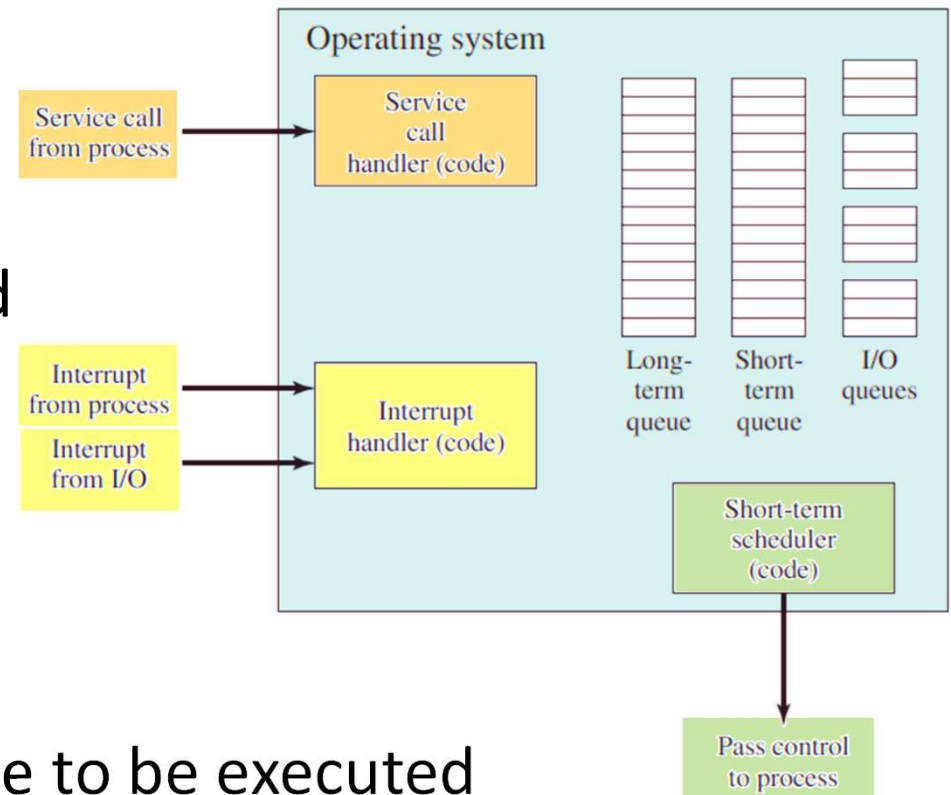 Operating system
Service call
from process
Service
call
handler (code)
d
Interrupt
from process
Interrupt
from I/O
Interrupt
handler (code)
Long-
term
queue
Short-
term
queue
I/O
queues
Short-term
scheduler
(code)
Pass control
to process
e to be executed